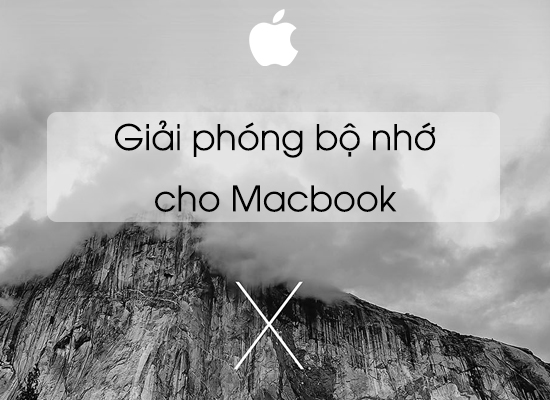 Giải phóng bộ nhớ
cho Macbook
X